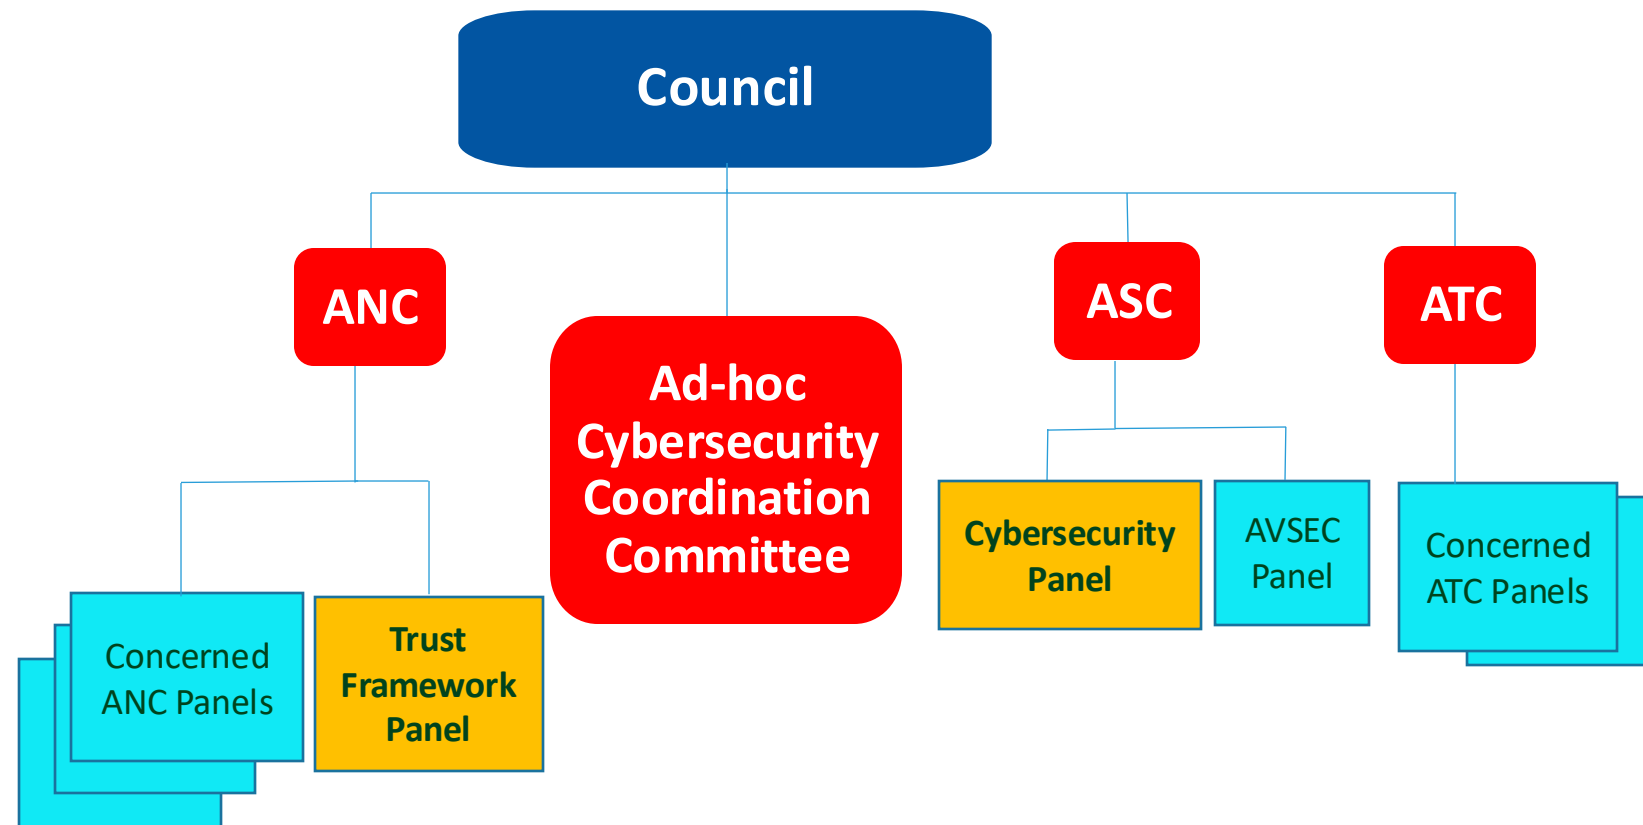 Council
ANC
Ad-hoc
Cybersecurity
Coordination
Committee
ASC
ATC
Concerned
ANC Panels
Trust
Framework
Panel
Cybersecurity
Panel
AVSEC
Panel
Concerned
ATC Panels